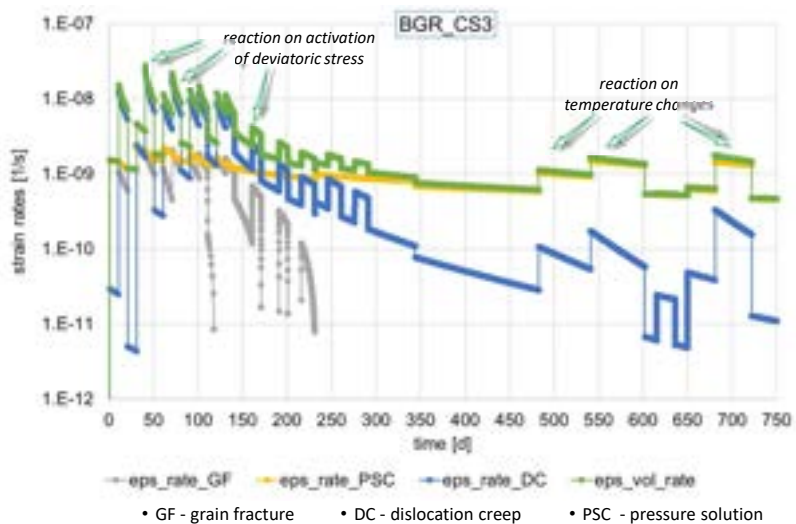 BGR_CS3
reaction on activation
of deviatoric stress
reaction on
temperature changes
strain rates [1/s]
1.E-07
1.E-08
1.E-09
1.E-10
1.E-11
1.E-12
0 50 100 150 200 250 300 350 400 450 500 550 600 650 700 750
time [d]
eps_rate_GF eps_rate_PSC eps_rate_DC eps_vol_rate
• GF - grain fracture • DC - dislocation creep • PSC - pressure solution